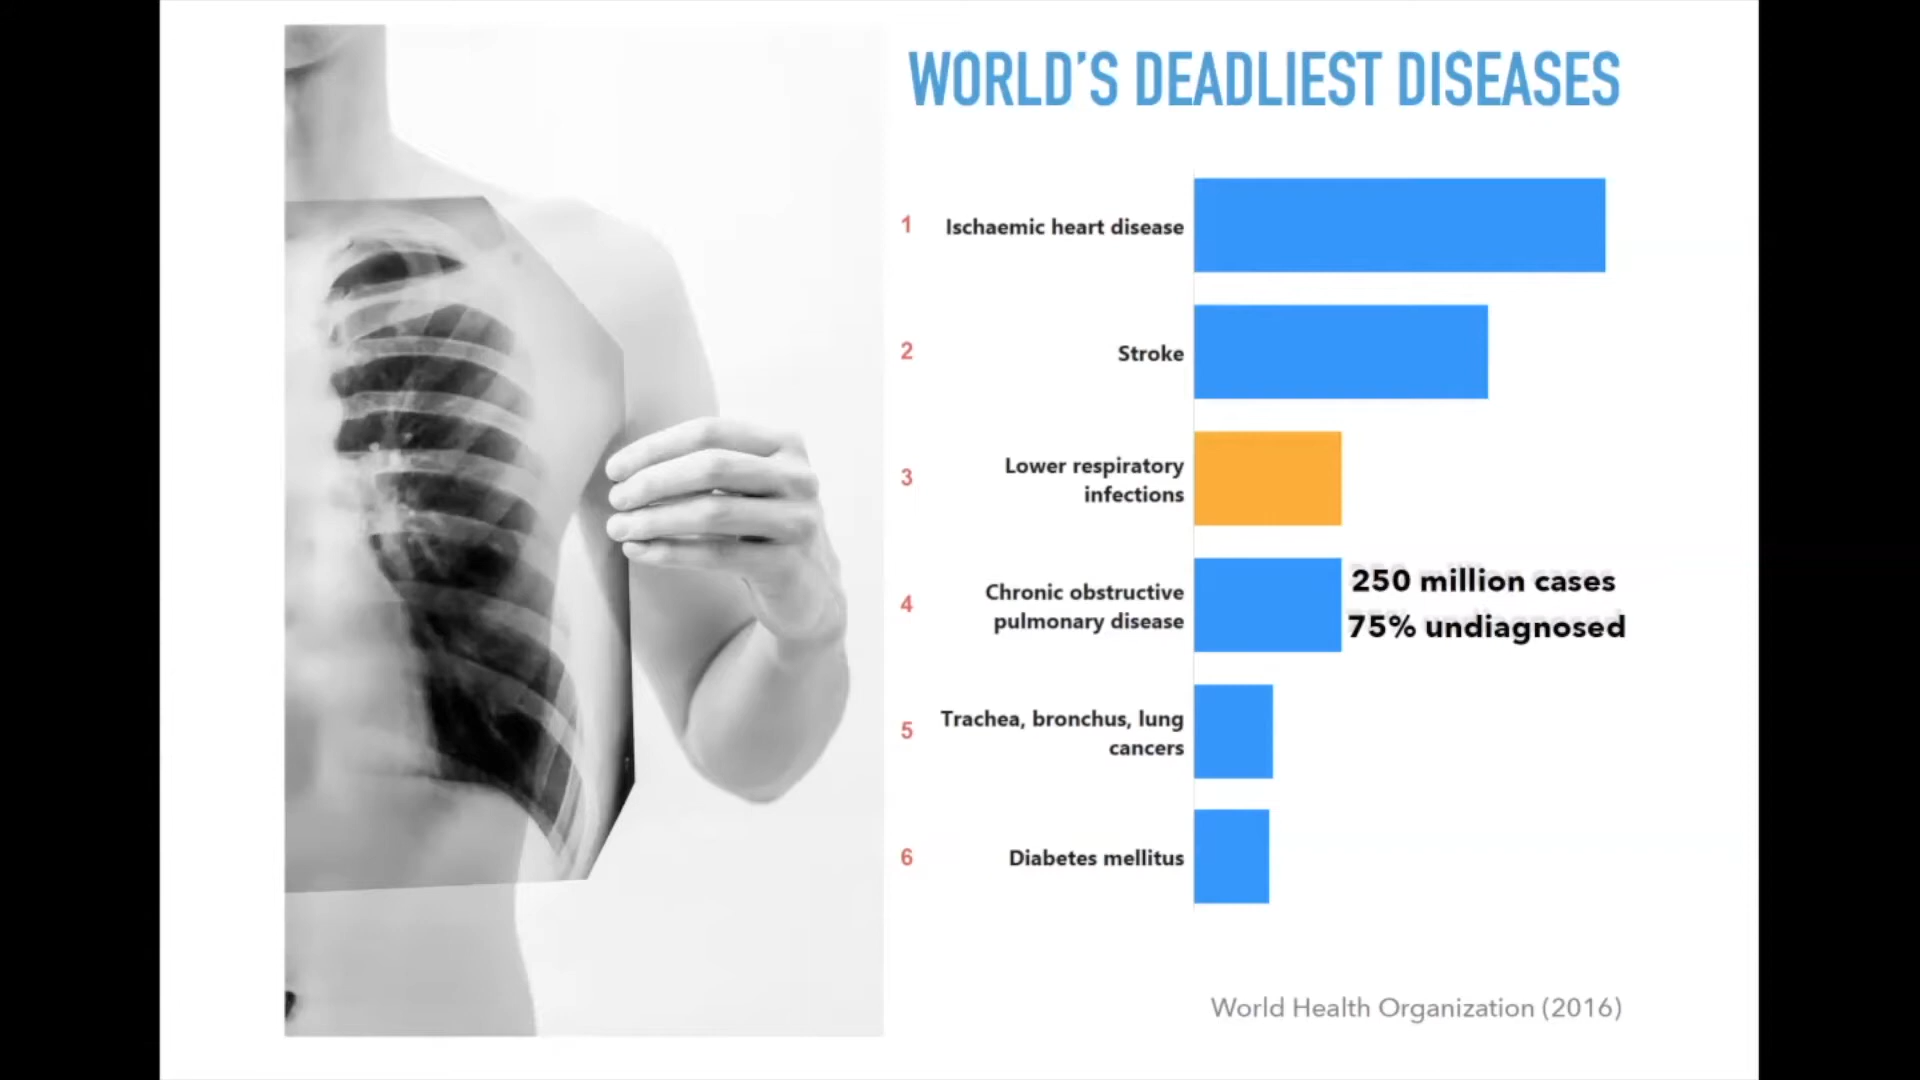 WORLD'S DEADLIEST DISEASES
1
Ischaemic heart disease
2
Stroke
3
Lower respiratory
infections
4
Chronic obstructive
pulmonary disease
250 million cases
75% undiagnosed
5
Trachea, bronchus, lung
cancers
6
Diabetes mellitus
World Health Organization (2016)